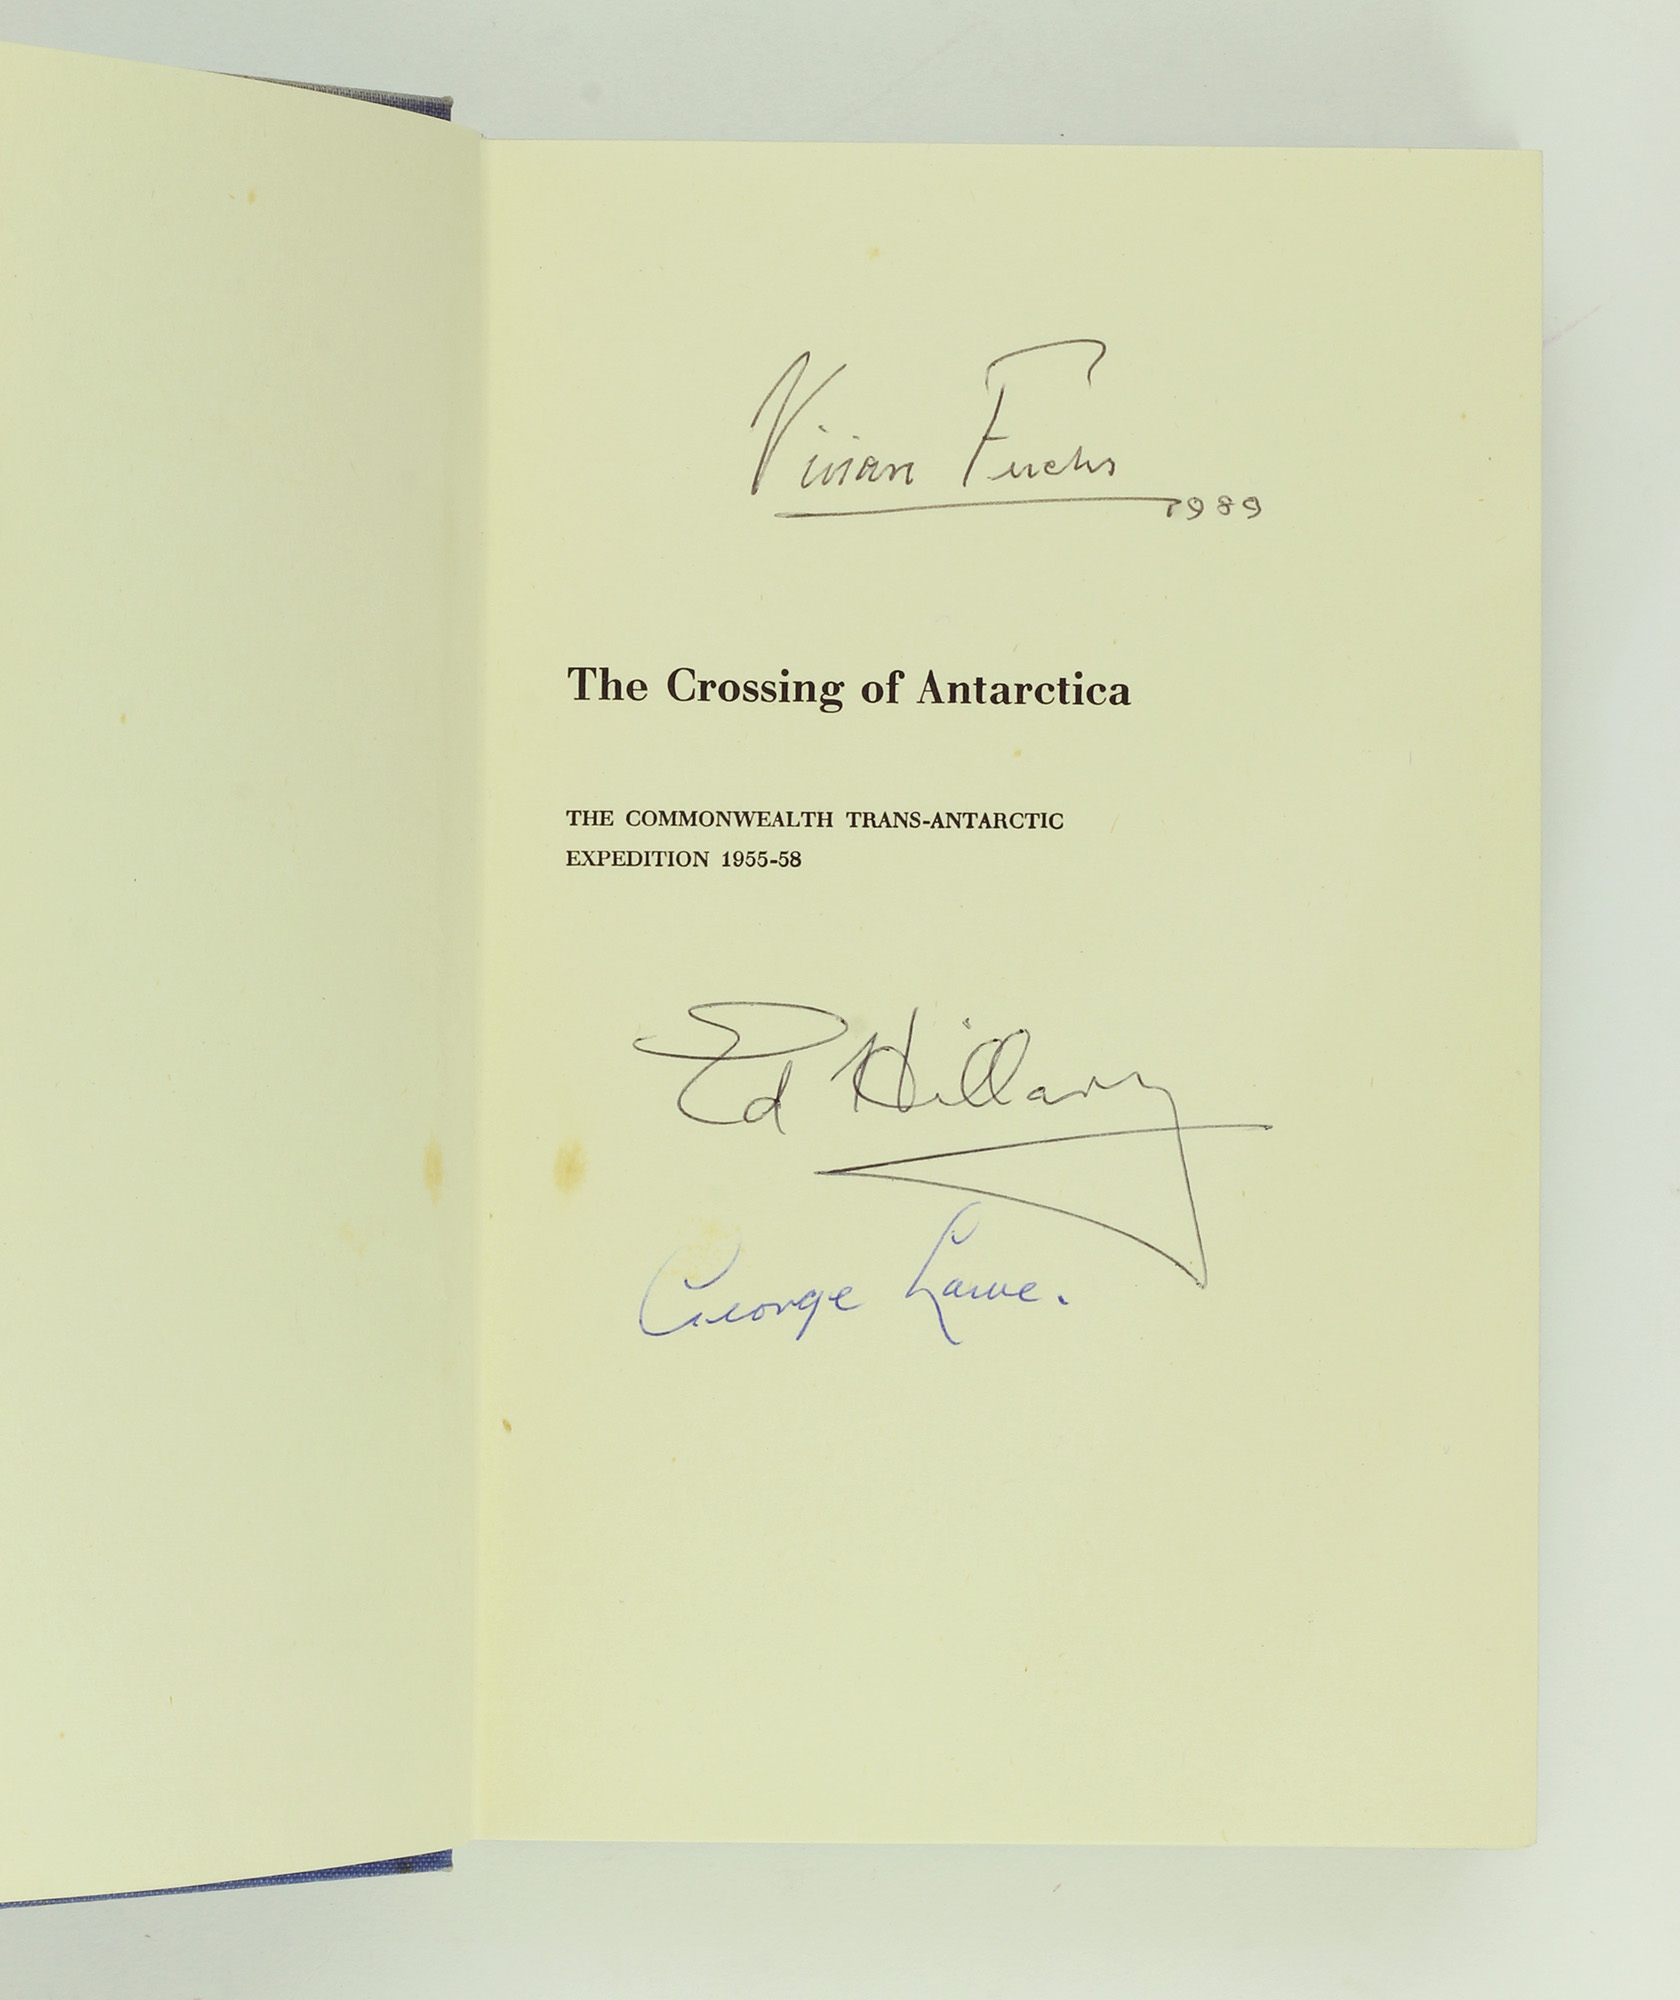 Vivian Fuchs
1989
The Crossing of Antarctica
THE COMMONWEALTH TRANS-ANTARCTIC
EXPEDITION 1955-58
Ed Hillary
George Lowe.